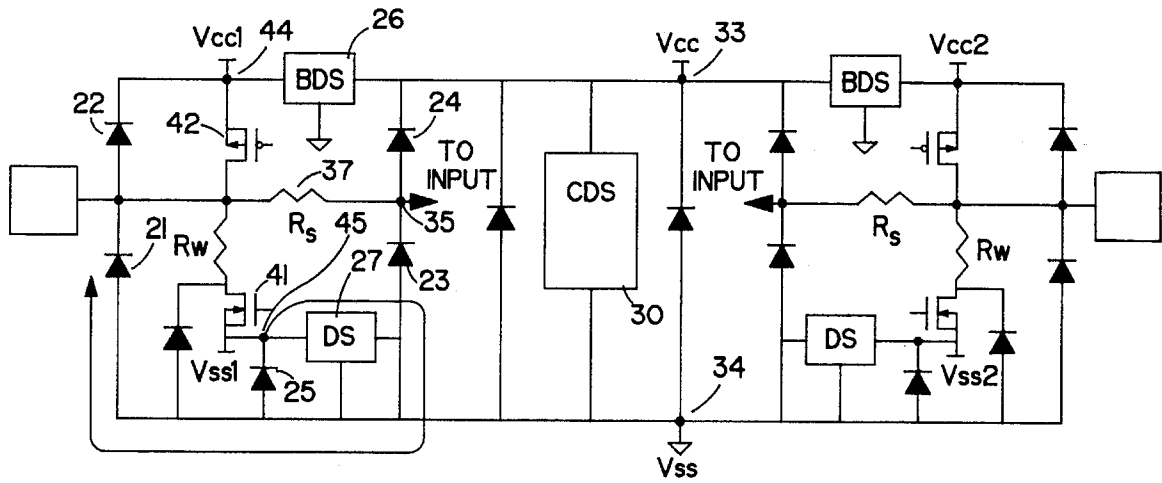 26
44
Vcc1
BDS
Vcc
33
Vcc2
BDS
22
42
24
TO
INPUT
37
Rs
35
CDS
TO
INPUT
Rs
21
Rw
45
41
27
23
30
Rw
DS
Vss1
25
DS
Vss2
34
Vss